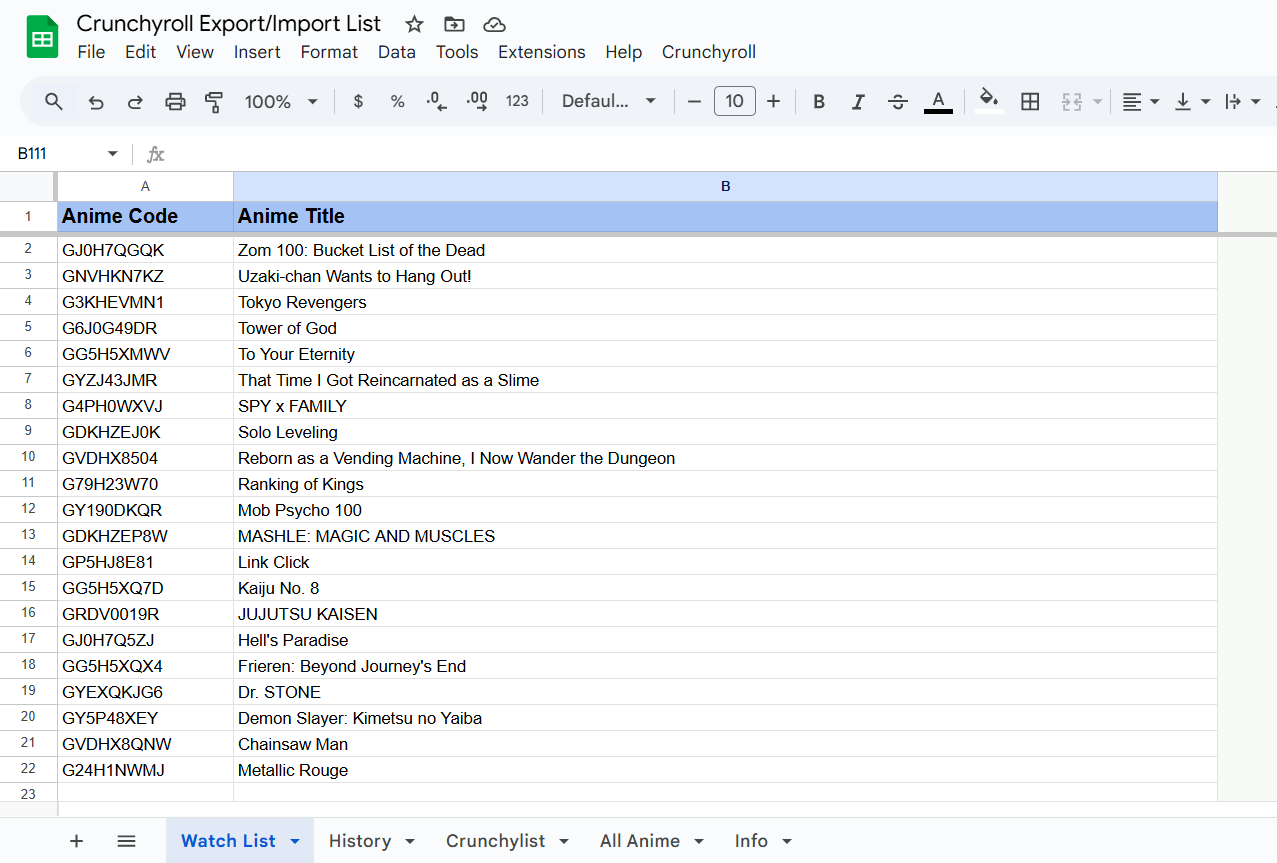 Crunchyroll Export/Import List
File Edit View Insert Format Data Tools Extensions Help Crunchyroll
100% $ % .0 .00 123 Defaul... 10 B I S A
B111 fx
A B
1 Anime Code Anime Title
2 GJ0H7QGQK Zom 100: Bucket List of the Dead
3 GNVHKN7KZ Uzaki-chan Wants to Hang Out!
4 G3KHEVMN1 Tokyo Revengers
5 G6J0G49DR Tower of God
6 GG5H5XMWV To Your Eternity
7 GYZJ43JMR That Time I Got Reincarnated as a Slime
8 G4PH0WXVJ SPY x FAMILY
9 GDKHZEJ0K Solo Leveling
10 GVDHX8504 Reborn as a Vending Machine, I Now Wander the Dungeon
11 G79H23W70 Ranking of Kings
12 GY190DKQR Mob Psycho 100
13 GDKHZEP8W MASHLE: MAGIC AND MUSCLES
14 GP5HJ8E81 Link Click
15 GG5H5XQ7D Kaiju No. 8
16 GRDV0019R JUJUTSU KAISEN
17 GJ0H7Q5ZJ Hell's Paradise
18 GG5H5XQX4 Frieren: Beyond Journey's End
19 GYEXQKJG6 Dr. STONE
20 GY5P48XEY Demon Slayer: Kimetsu no Yaiba
21 GVDHX8QNW Chainsaw Man
22 G24H1NWMJ Metallic Rouge
23
Watch List History Crunchylist All Anime Info